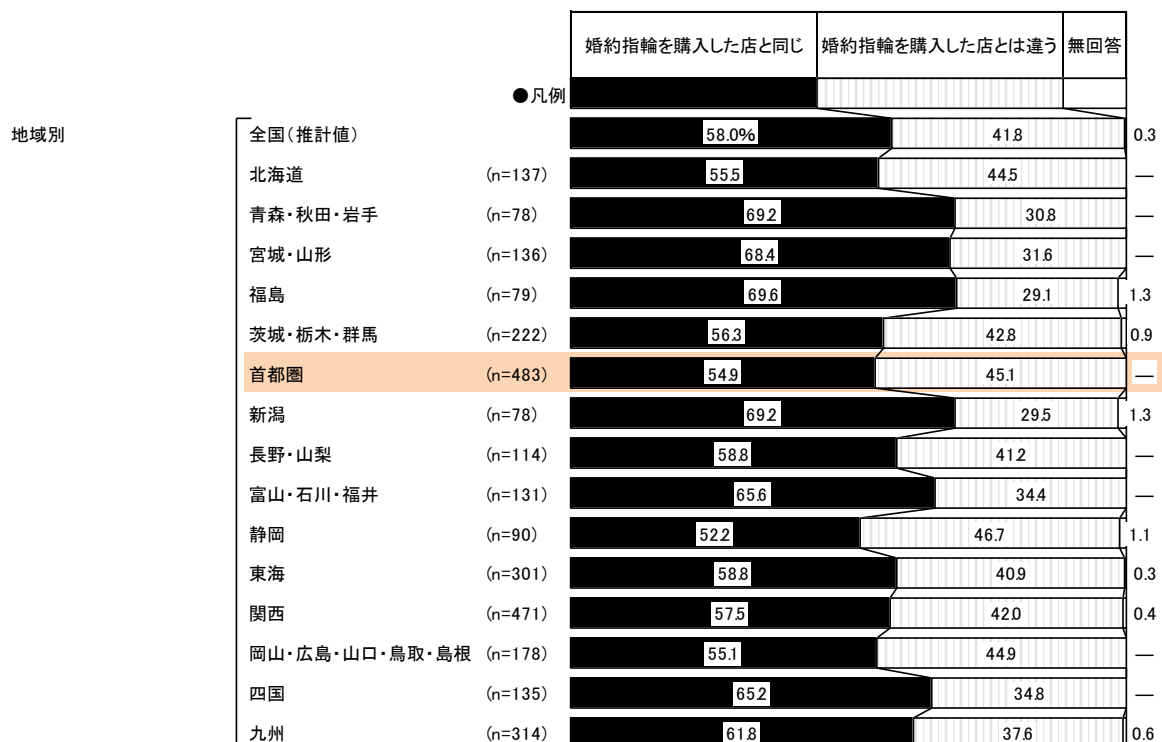 婚約指輪を購入した店と同じ 婚約指輪を購入した店とは違う 無回答
●凡例
地域別 全国(推計値) 58.0% 41.8 0.3
北海道 (n=137) 55.5 44.5 —
青森・秋田・岩手 (n=78) 69.2 30.8 —
宮城・山形 (n=136) 68.4 31.6 —
福島 (n=79) 69.6 29.1 1.3
茨城・栃木・群馬 (n=222) 56.3 42.8 0.9
首都圏 (n=483) 54.9 45.1 —
新潟 (n=78) 69.2 29.5 1.3
長野・山梨 (n=114) 58.8 41.2 —
富山・石川・福井 (n=131) 65.6 34.4 —
静岡 (n=90) 52.2 46.7 1.1
東海 (n=301) 58.8 40.9 0.3
関西 (n=471) 57.5 42.0 0.4
岡山・広島・山口・鳥取・島根 (n=178) 55.1 44.9 —
四国 (n=135) 65.2 34.8 —
九州 (n=314) 61.8 37.6 0.6